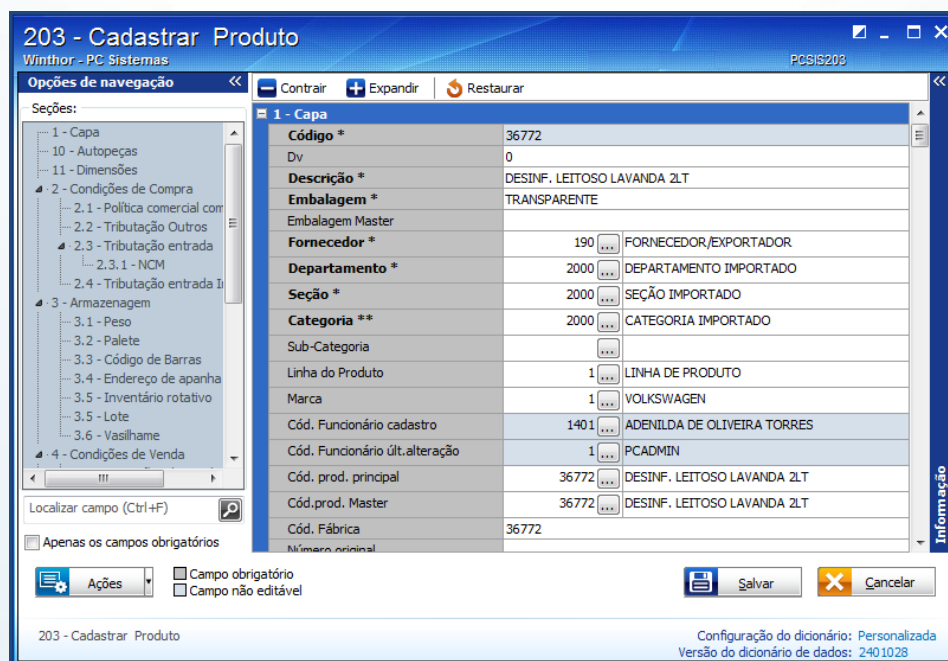 203 - Cadastrar Produto
Winthor - PC Sistemas
PCSIS203
Opções de navegação
Seções:
1 - Capa
10 - Autopeças
11 - Dimensões
2 - Condições de Compra
2.1 - Política comercial com
2.2 - Tributação Outros
2.3 - Tributação entrada
2.3.1 - NCM
2.4 - Tributação entrada I
3 - Armazenagem
3.1 - Peso
3.2 - Palete
3.3 - Código de Barras
3.4 - Endereço de apanha
3.5 - Inventário rotativo
3.5 - Lote
3.6 - Vasilhame
4 - Condições de Venda
Localizar campo (Ctrl+F)
Apenas os campos obrigatórios
Contrair Expandir Restaurar
1 - Capa
Código * 36772
Dv 0
Descrição * DESINF. LEITOSO LAVANDA 2LT
Embalagem * TRANSPARENTE
Embalagem Master
Fornecedor * 190 ... FORNECEDOR/EXPORTADOR
Departamento * 2000 ... DEPARTAMENTO IMPORTADO
Seção * 2000 ... SEÇÃO IMPORTADO
Categoria ** 2000 ... CATEGORIA IMPORTADO
Sub-Categoria ...
Linha do Produto 1 ... LINHA DE PRODUTO
Marca 1 ... VOLKSWAGEN
Cód. Funcionário cadastro 1401 ... ADENILDA DE OLIVEIRA TORRES
Cód. Funcionário últ.alteração 1 ... PCADMIN
Cód. prod. principal 36772 ... DESINF. LEITOSO LAVANDA 2LT
Cód.prod. Master 36772 ... DESINF. LEITOSO LAVANDA 2LT
Cód. Fábrica 36772
Número original
Informação
Ações
Campo obrigatório
Campo não editável
Salvar
Cancelar
203 - Cadastrar Produto
Configuração do dicionário: Personalizada
Versão do dicionário de dados: 2401028